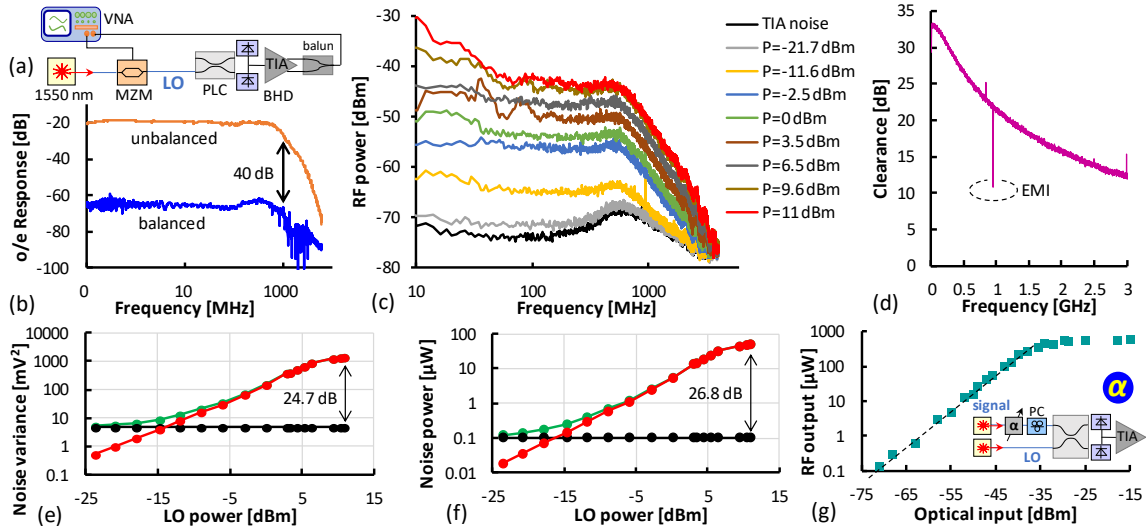 (a)
VNA
1550 nm
MZM
LO
PLC
BHD
TIA
balun
o/e Response [dB]
0
-20
-40
-60
-80
-100
unbalanced
40 dB
balanced
0 10 1000
(b) Frequency [MHz]
RF power [dBm]
-30
-40
-50
-60
-70
-80
10 100 1000
(c) Frequency [MHz]
TIA noise
P=-21.7 dBm
P=-11.6 dBm
P=-2.5 dBm
P=0 dBm
P=3.5 dBm
P=6.5 dBm
P=9.6 dBm
P=11 dBm
Clearance [dB]
35
30
25
20
15
10
5
0
EMI
0 0.5 1 1.5 2 2.5 3
(d) Frequency [GHz]
Noise variance [mV²]
10000
1000
100
10
1
0.1
24.7 dB
-25 -15 -5 5 15
(e) LO power [dBm]
Noise power [µW]
100
10
1
0.1
0.01
26.8 dB
-25 -15 -5 5 15
(f) LO power [dBm]
RF output [µW]
1000
100
10
1
0.1
α
signal
α
PC
LO
TIA
-75 -65 -55 -45 -35 -25 -15
(g) Optical input [dBm]